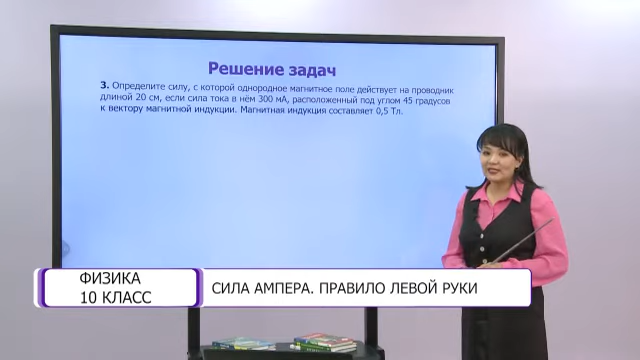 Решение задач
3. Определите силу, с которой однородное магнитное поле действует на проводник
длиной 20 см, если сила тока в нём 300 мА, расположенный под углом 45 градусов
к вектору магнитной индукции. Магнитная индукция составляет 0,5 Тл.
ФИЗИКА
10 КЛАСС
СИЛА АМПЕРА. ПРАВИЛО ЛЕВОЙ РУКИ